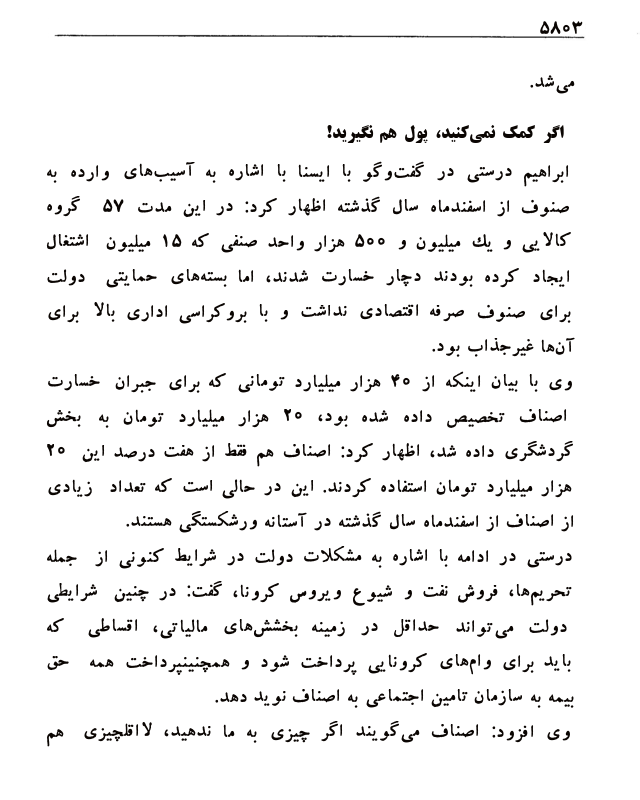 ۵۸۰۳
می‌شد.
اگر کمک نمی‌کنید، پول هم نگیرید!
ابراهیم درستی در گفت‌وگو با ایسنا با اشاره به آسیب‌های وارده به
صنوف از اسفندماه سال گذشته اظهار کرد: در این مدت ۵۷ گروه
کالایی و یك میلیون و ۵۰۰ هزار واحد صنفی که ۱۵ میلیون اشتغال
ایجاد کرده بودند دچار خسارت شدند، اما بسته‌های حمایتی دولت
برای صنوف صرفه اقتصادی نداشت و با بروکراسی اداری بالا برای
آن‌ها غیرجذاب بود.
وی با بیان اینکه از ۴۰ هزار میلیارد تومانی که برای جبران خسارت
اصناف تخصیص داده شده بود، ۲۰ هزار میلیارد تومان به بخش
گردشگری داده شد، اظهار کرد: اصناف هم فقط از هفت درصد این ۲۰
هزار میلیارد تومان استفاده کردند. این در حالی است که تعداد زیادی
از اصناف از اسفندماه سال گذشته در آستانه ورشکستگی هستند.
درستی در ادامه با اشاره به مشکلات دولت در شرایط کنونی از جمله
تحریم‌ها، فروش نفت و شیوع ویروس کرونا، گفت: در چنین شرایطی
دولت می‌تواند حداقل در زمینه بخشش‌های مالیاتی، اقساطی که
باید برای وام‌های کرونایی پرداخت شود و همچنینپرداخت همه حق
بیمه به سازمان تامین اجتماعی به اصناف نوید دهد.
وی افزود: اصناف می‌گویند اگر چیزی به ما ندهید، لااقلچیزی هم